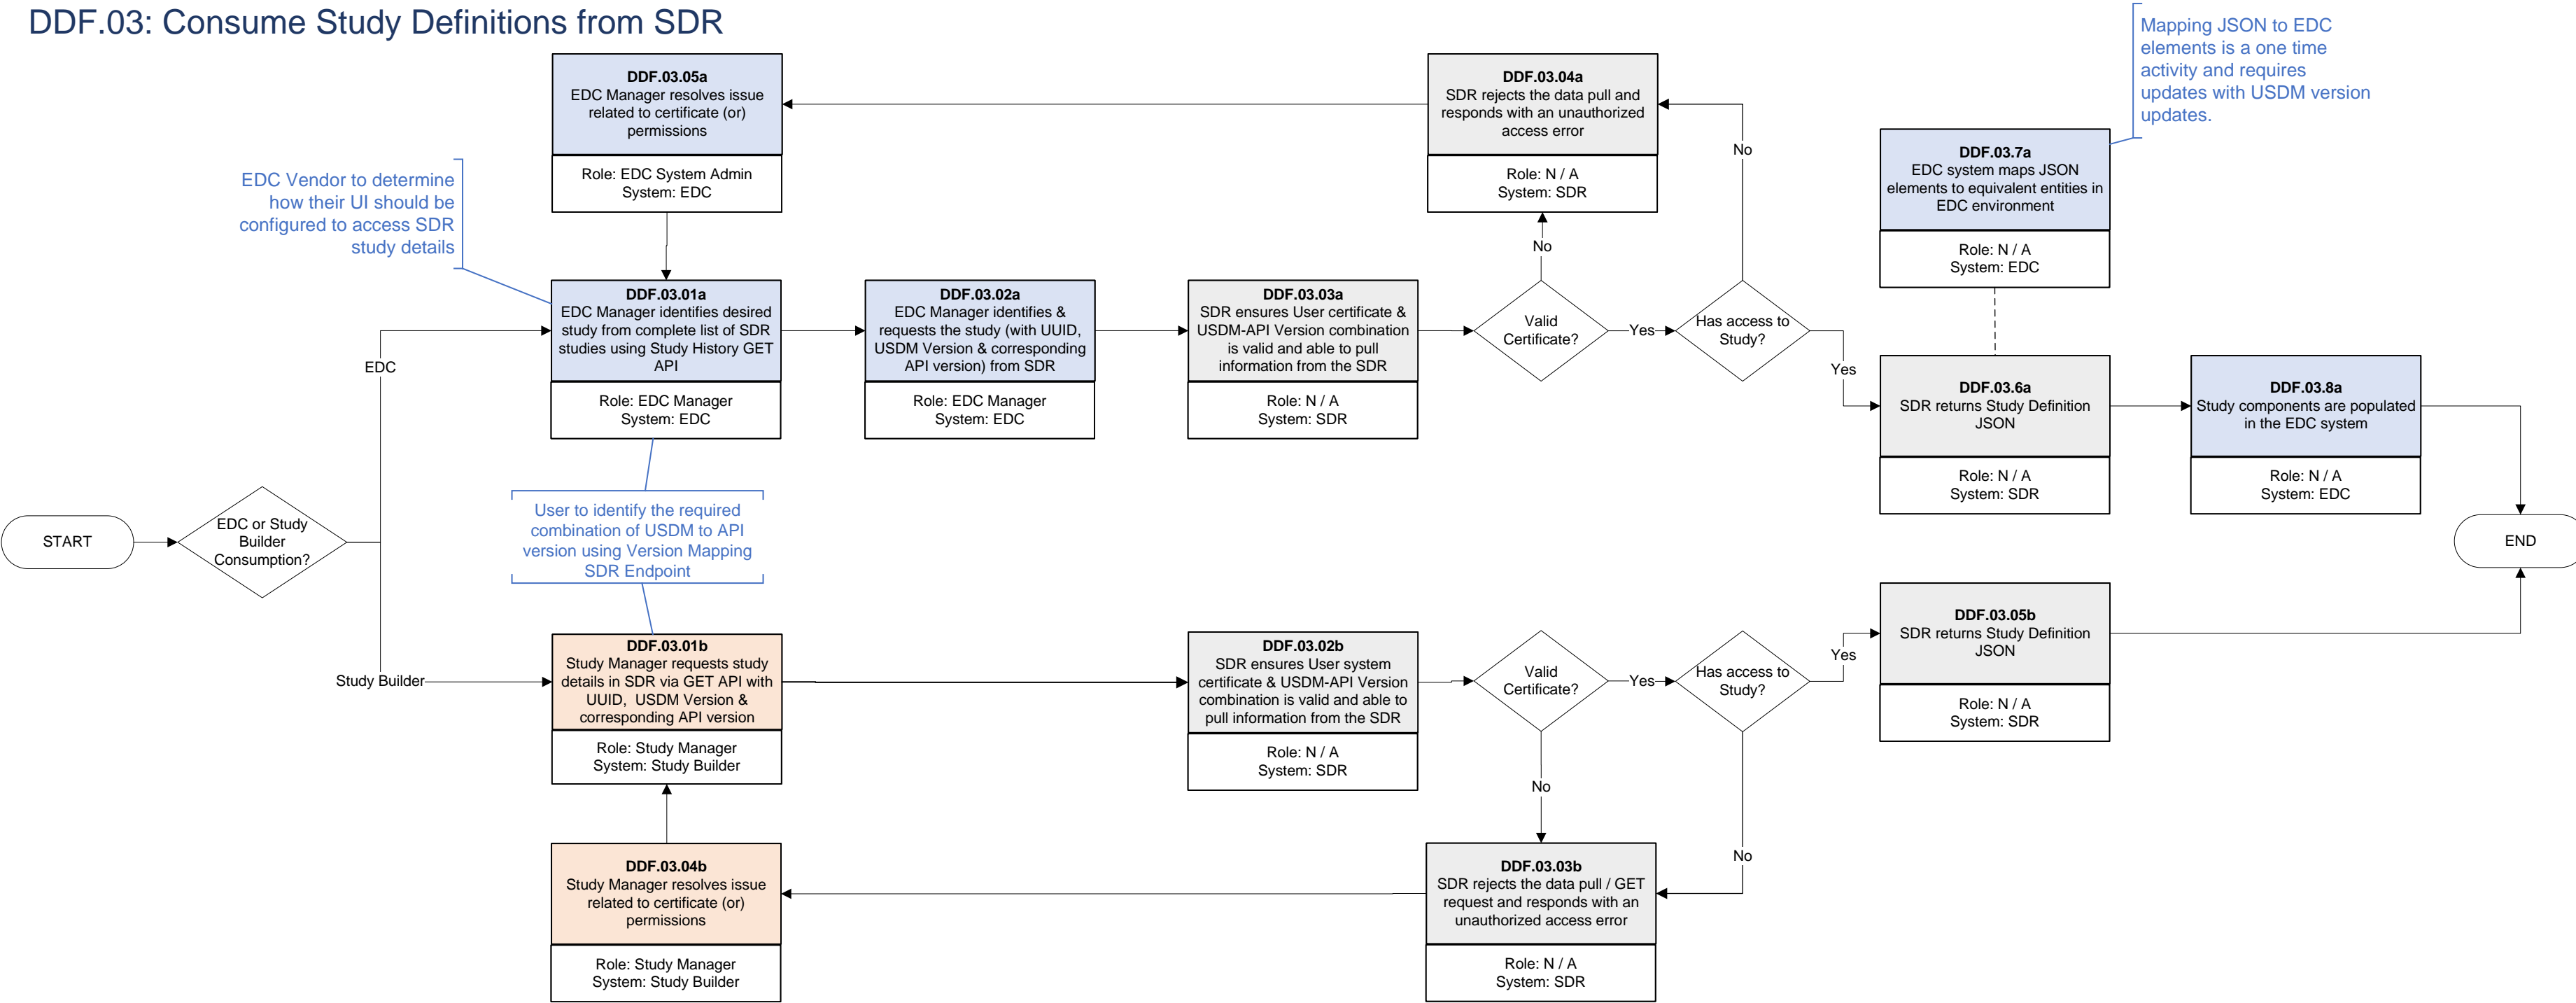 DDF.03: Consume Study Definitions from SDR
Mapping JSON to EDC
elements is a one time
activity and requires
updates with USDM version
updates.
DDF.03.05a
EDC Manager resolves issue
related to certificate (or)
permissions
Role: EDC System Admin
System: EDC
DDF.03.04a
SDR rejects the data pull and
responds with an unauthorized
access error
Role: N / A
System: SDR
No
No
DDF.03.7a
EDC system maps JSON
elements to equivalent entities in
EDC environment
Role: N / A
System: EDC
EDC Vendor to determine
how their UI should be
configured to access SDR
study details
EDC
DDF.03.01a
EDC Manager identifies desired
study from complete list of SDR
studies using Study History GET
API
Role: EDC Manager
System: EDC
DDF.03.02a
EDC Manager identifies &
requests the study (with UUID,
USDM Version & corresponding
API version) from SDR
Role: EDC Manager
System: EDC
DDF.03.03a
SDR ensures User certificate &
USDM-API Version combination
is valid and able to pull
information from the SDR
Role: N / A
System: SDR
Valid
Certificate?
Yes
Has access to
Study?
Yes
DDF.03.6a
SDR returns Study Definition
JSON
Role: N / A
System: SDR
DDF.03.8a
Study components are populated
in the EDC system
Role: N / A
System: EDC
START
EDC or Study
Builder
Consumption?
User to identify the required
combination of USDM to API
version using Version Mapping
SDR Endpoint
END
Study Builder
DDF.03.01b
Study Manager requests study
details in SDR via GET API with
UUID,  USDM Version &
corresponding API version
Role: Study Manager
System: Study Builder
DDF.03.02b
SDR ensures User system
certificate & USDM-API Version
combination is valid and able to
pull information from the SDR
Role: N / A
System: SDR
Valid
Certificate?
Yes
Has access to
Study?
Yes
DDF.03.05b
SDR returns Study Definition
JSON
Role: N / A
System: SDR
No
No
DDF.03.04b
Study Manager resolves issue
related to certificate (or)
permissions
Role: Study Manager
System: Study Builder
DDF.03.03b
SDR rejects the data pull / GET
request and responds with an
unauthorized access error
Role: N / A
System: SDR